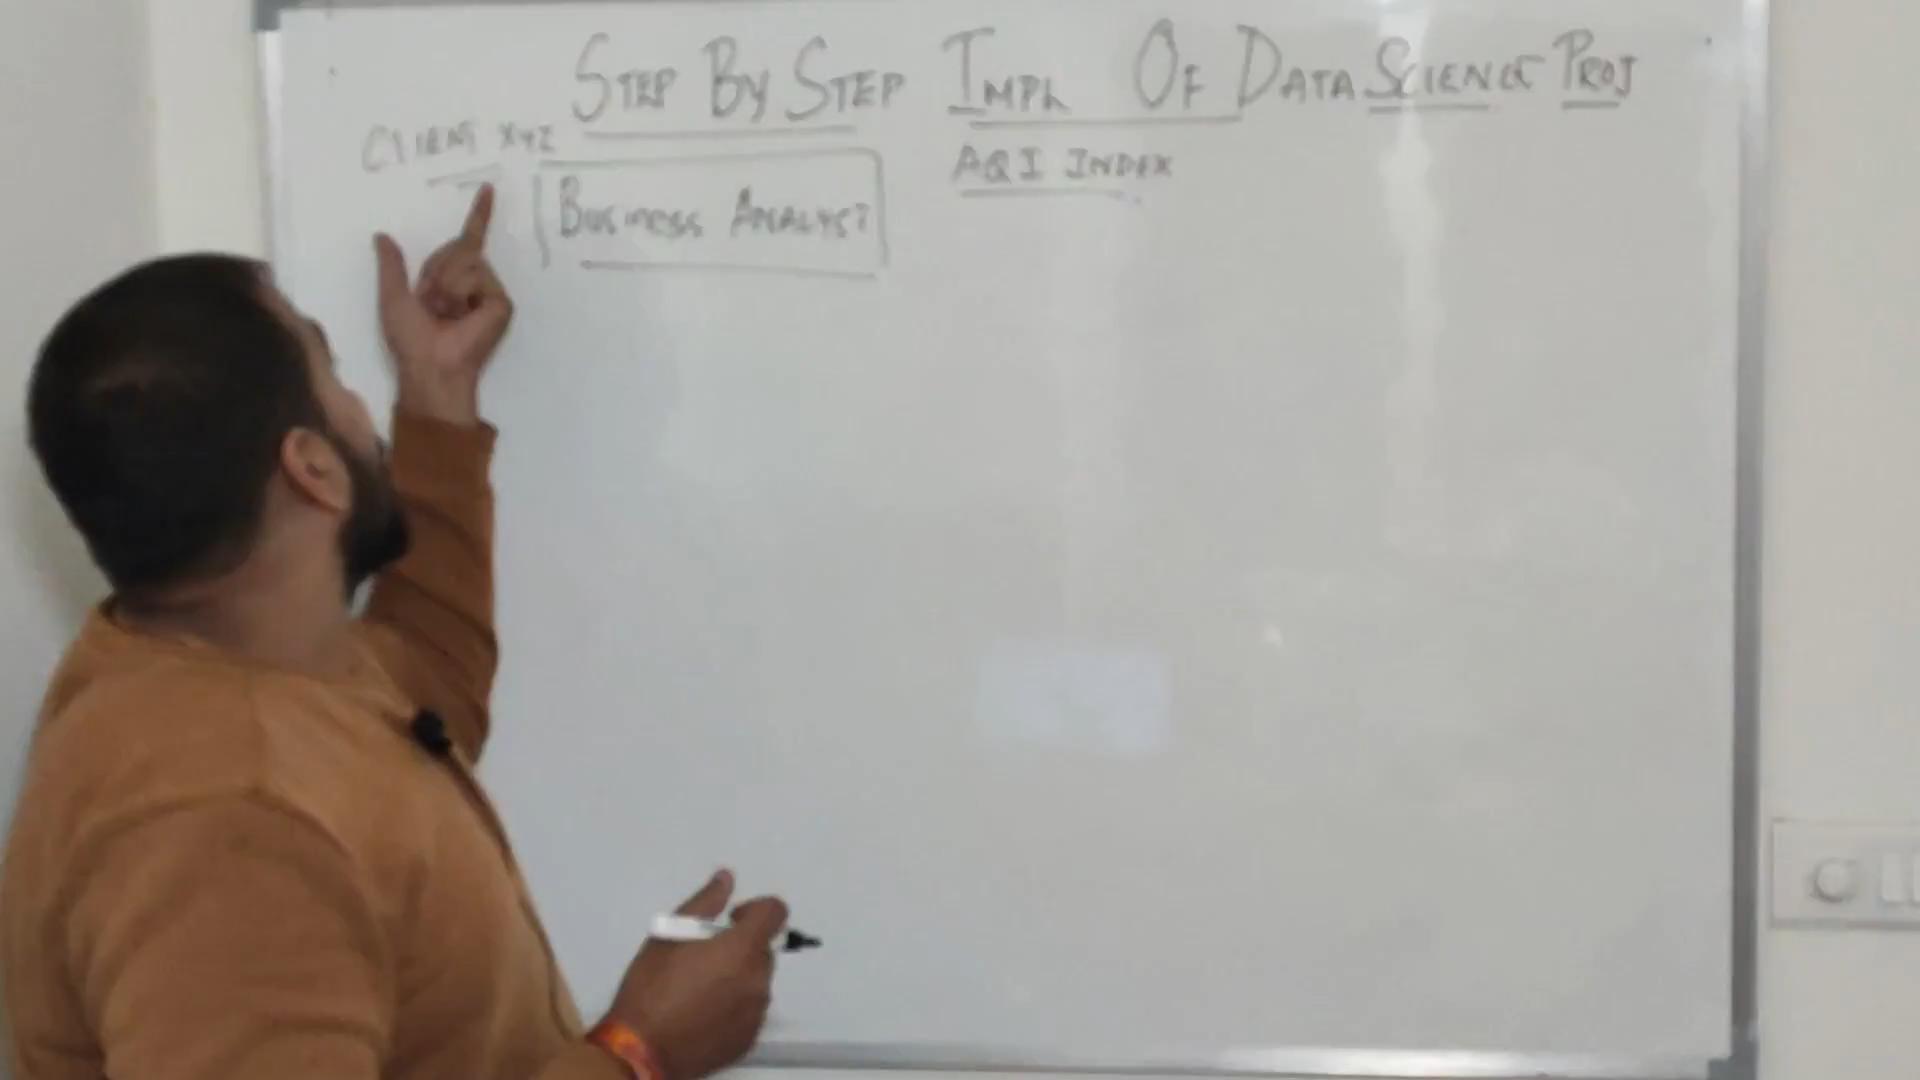 STEP BY STEP IMPL OF DATA SCIENCE PROJ
CLIENT XYZ
AQI INDEX
BUSINESS ANALYST